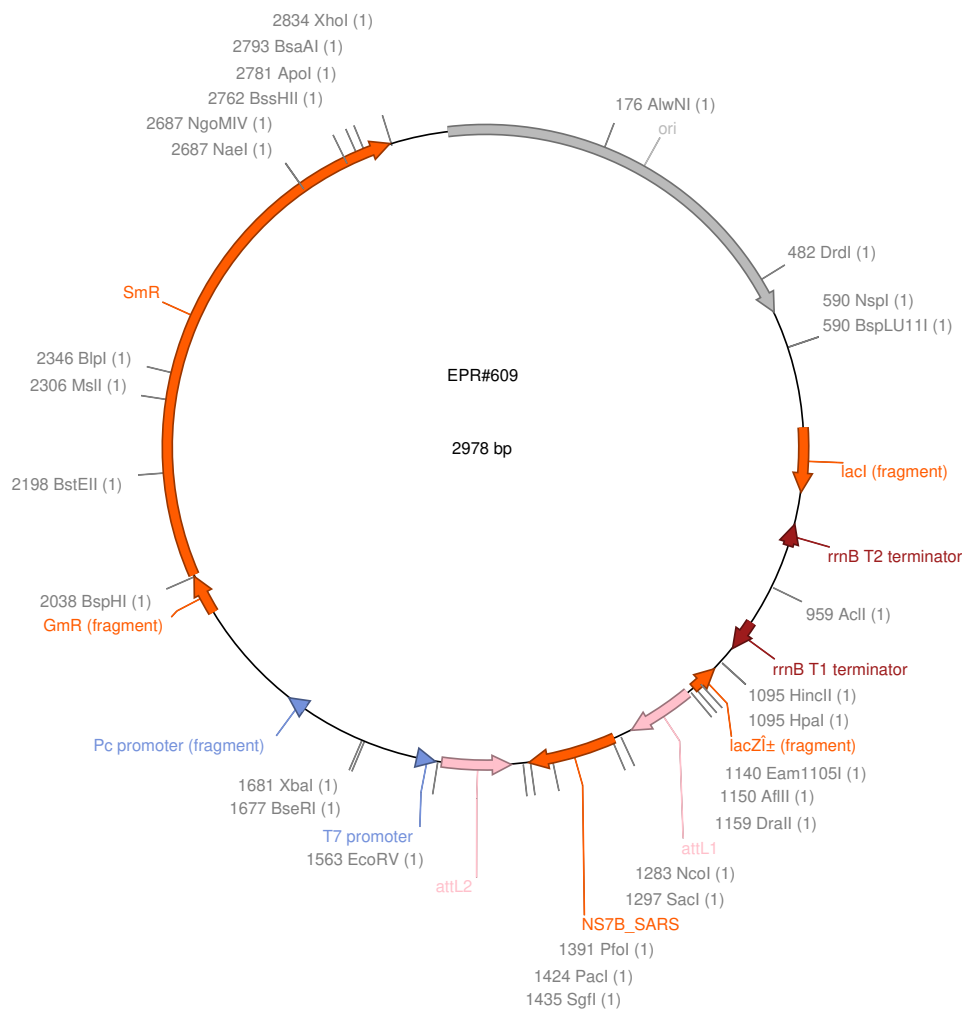 2834 XhoI (1)
2793 BsaAI (1)
2781 ApoI (1)
2762 BssHII (1)
2687 NgoMIV (1)
2687 NaeI (1)
176 AlwNI (1)
ori
482 DrdI (1)
590 NspI (1)
590 BspLU11I (1)
SmR
2346 BlpI (1)
2306 MslI (1)
2198 BstEII (1)
EPR#609
2978 bp
lacI (fragment)
rrnB T2 terminator
2038 BspHI (1)
GmR (fragment)
959 AclI (1)
rrnB T1 terminator
1095 HincII (1)
1095 HpaI (1)
lacZÎ± (fragment)
Pc promoter (fragment)
1140 Eam1105I (1)
1150 AflII (1)
1159 DraII (1)
1681 XbaI (1)
1677 BseRI (1)
T7 promoter
1563 EcoRV (1)
attL2
attL1
1283 NcoI (1)
1297 SacI (1)
NS7B_SARS
1391 PfoI (1)
1424 PacI (1)
1435 SgfI (1)